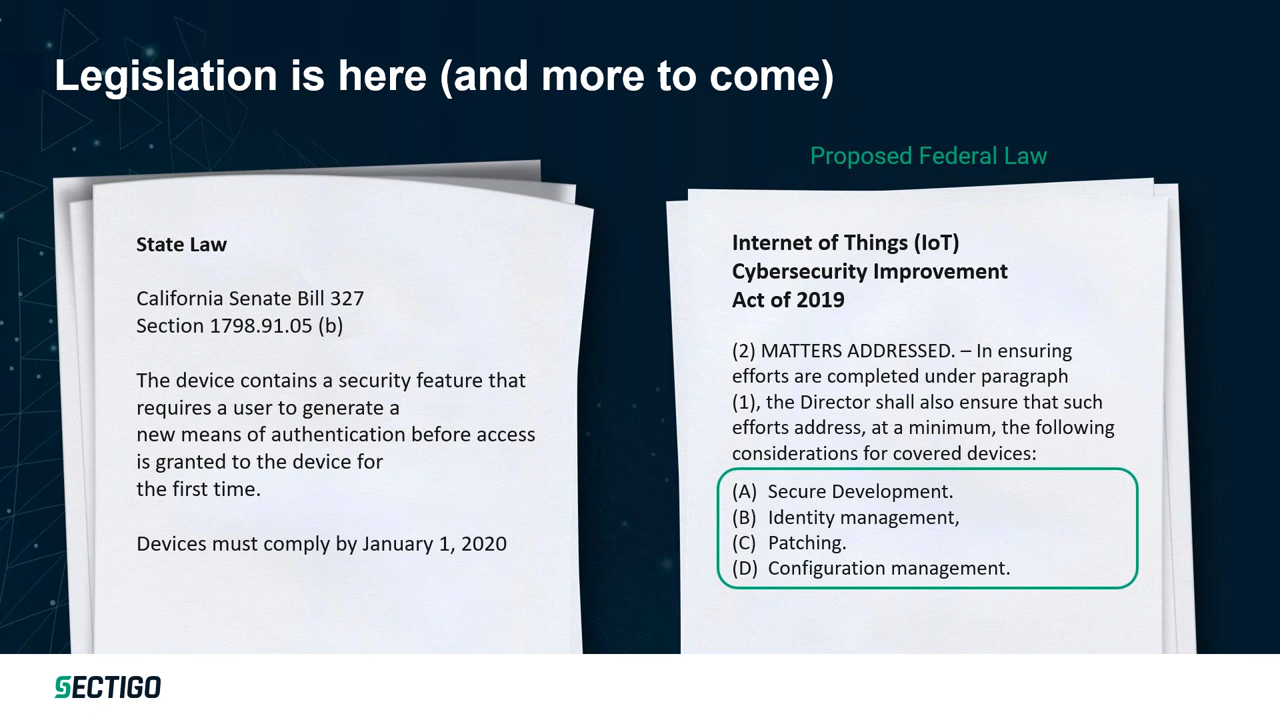 Legislation is here (and more to come)
State Law
California Senate Bill 327
Section 1798.91.05 (b)
The device contains a security feature that
requires a user to generate a
new means of authentication before access
is granted to the device for
the first time.
Devices must comply by January 1, 2020
Proposed Federal Law
Internet of Things (IoT)
Cybersecurity Improvement
Act of 2019
(2) MATTERS ADDRESSED. – In ensuring
efforts are completed under paragraph
(1), the Director shall also ensure that such
efforts address, at a minimum, the following
considerations for covered devices:
(A) Secure Development.
(B) Identity management,
(C) Patching.
(D) Configuration management.
SECTIGO